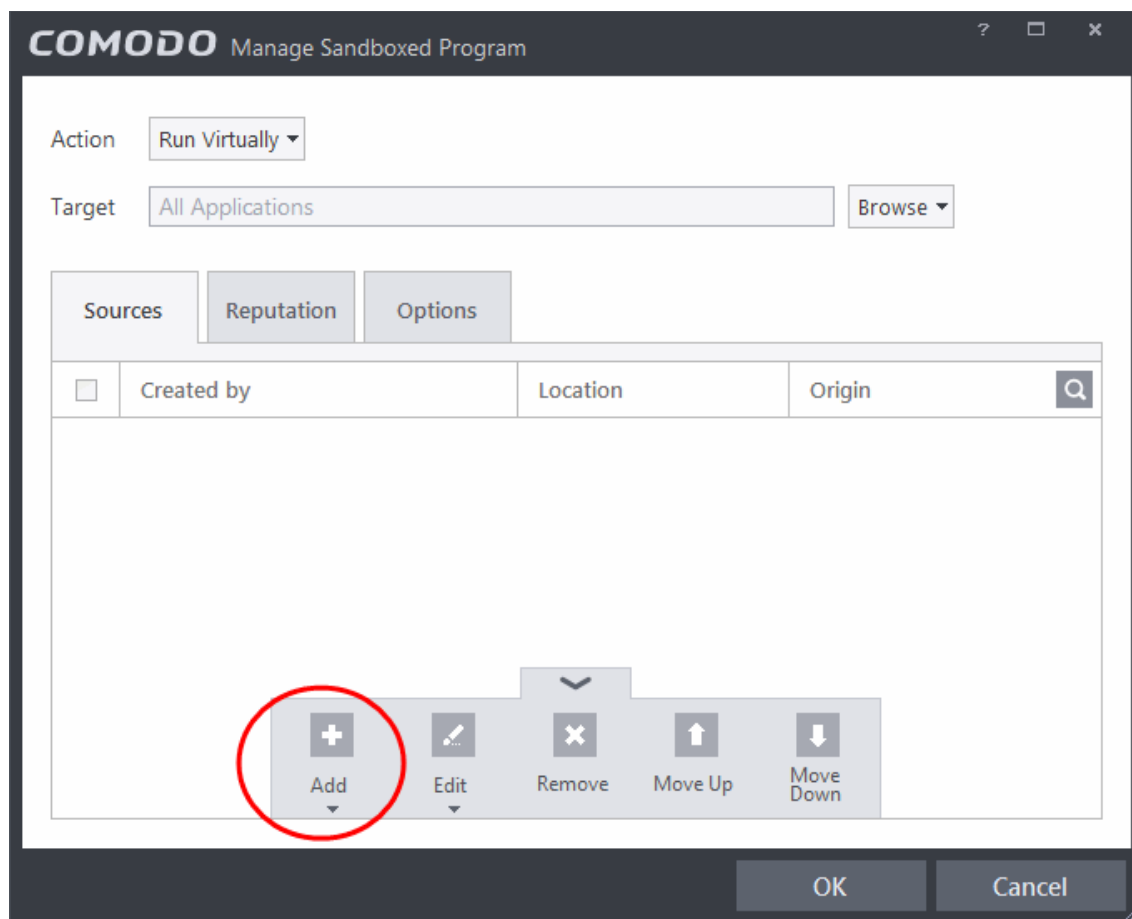 COMODO Manage Sandboxed Program ?
Action Run Virtually
Target All Applications Browse
Sources Reputation Options
Created by Location Origin
Add Edit Remove Move Up Move
Down
OK Cancel